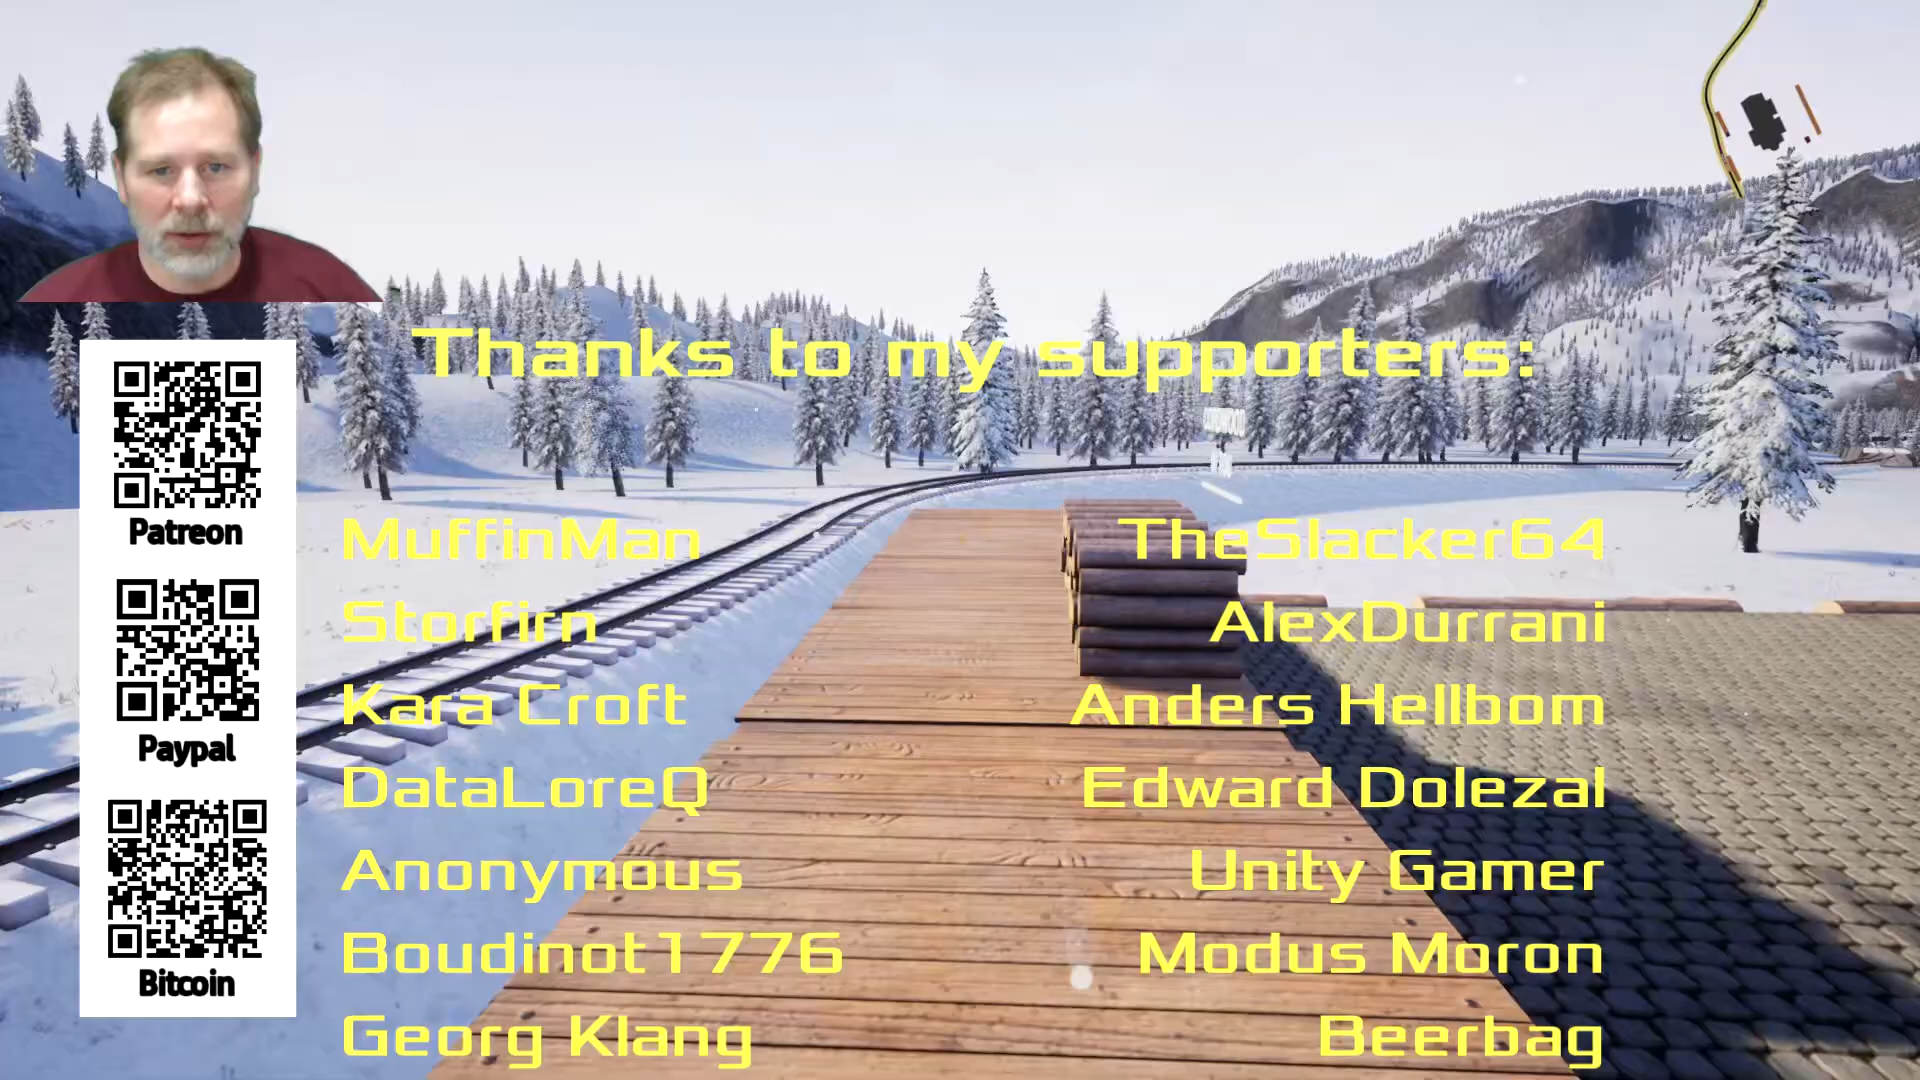 Thanks to my supporters:
Patreon
Paypal
Bitcoin
MuffinMan
TheSlacker64
Storfirn
AlexDurrani
Kara Croft
Anders Hellbom
DataLoreQ
Edward Dolezal
Anonymous
Unity Gamer
Boudinot1776
Modus Moron
Georg Klang
Beerbag